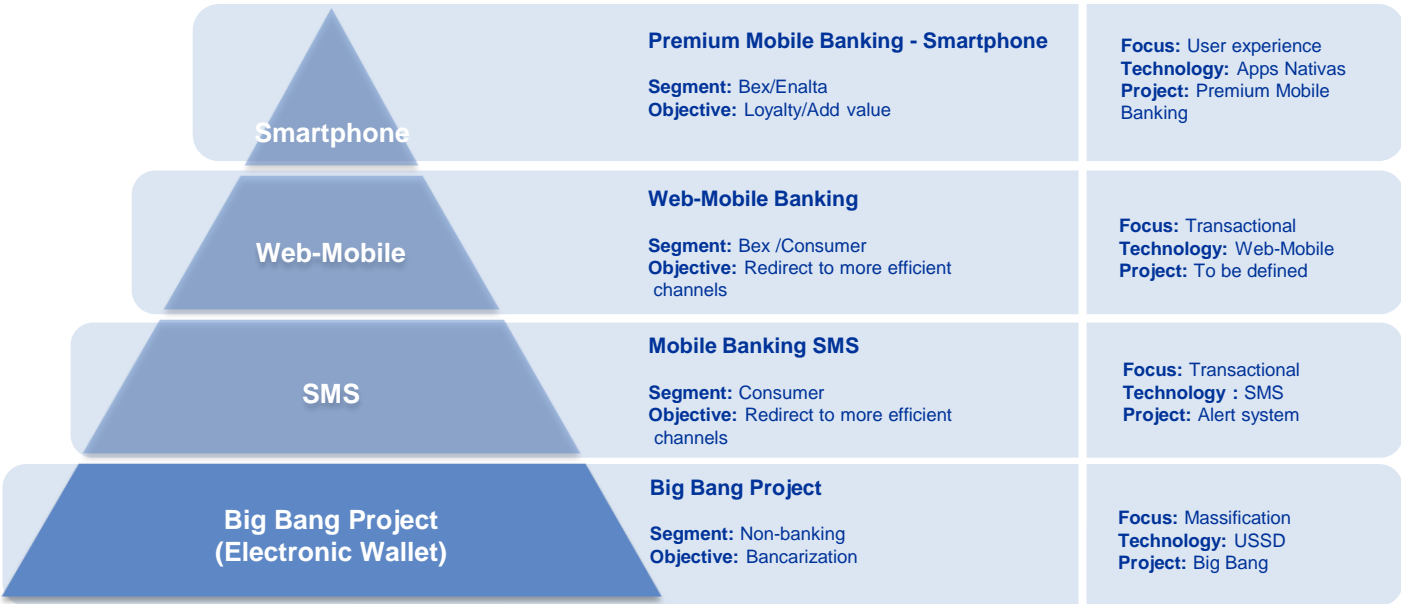 Smartphone
Premium Mobile Banking - Smartphone
Segment: Bex/Enalta
Objective: Loyalty/Add value
Focus: User experience
Technology: Apps Nativas
Project: Premium Mobile
Banking
Web-Mobile
Web-Mobile Banking
Segment: Bex /Consumer
Objective: Redirect to more efficient
channels
Focus: Transactional
Technology: Web-Mobile
Project: To be defined
SMS
Mobile Banking SMS
Segment: Consumer
Objective: Redirect to more efficient
channels
Focus: Transactional
Technology : SMS
Project: Alert system
Big Bang Project
(Electronic Wallet)
Big Bang Project
Segment: Non-banking
Objective: Bancarization
Focus: Massification
Technology: USSD
Project: Big Bang